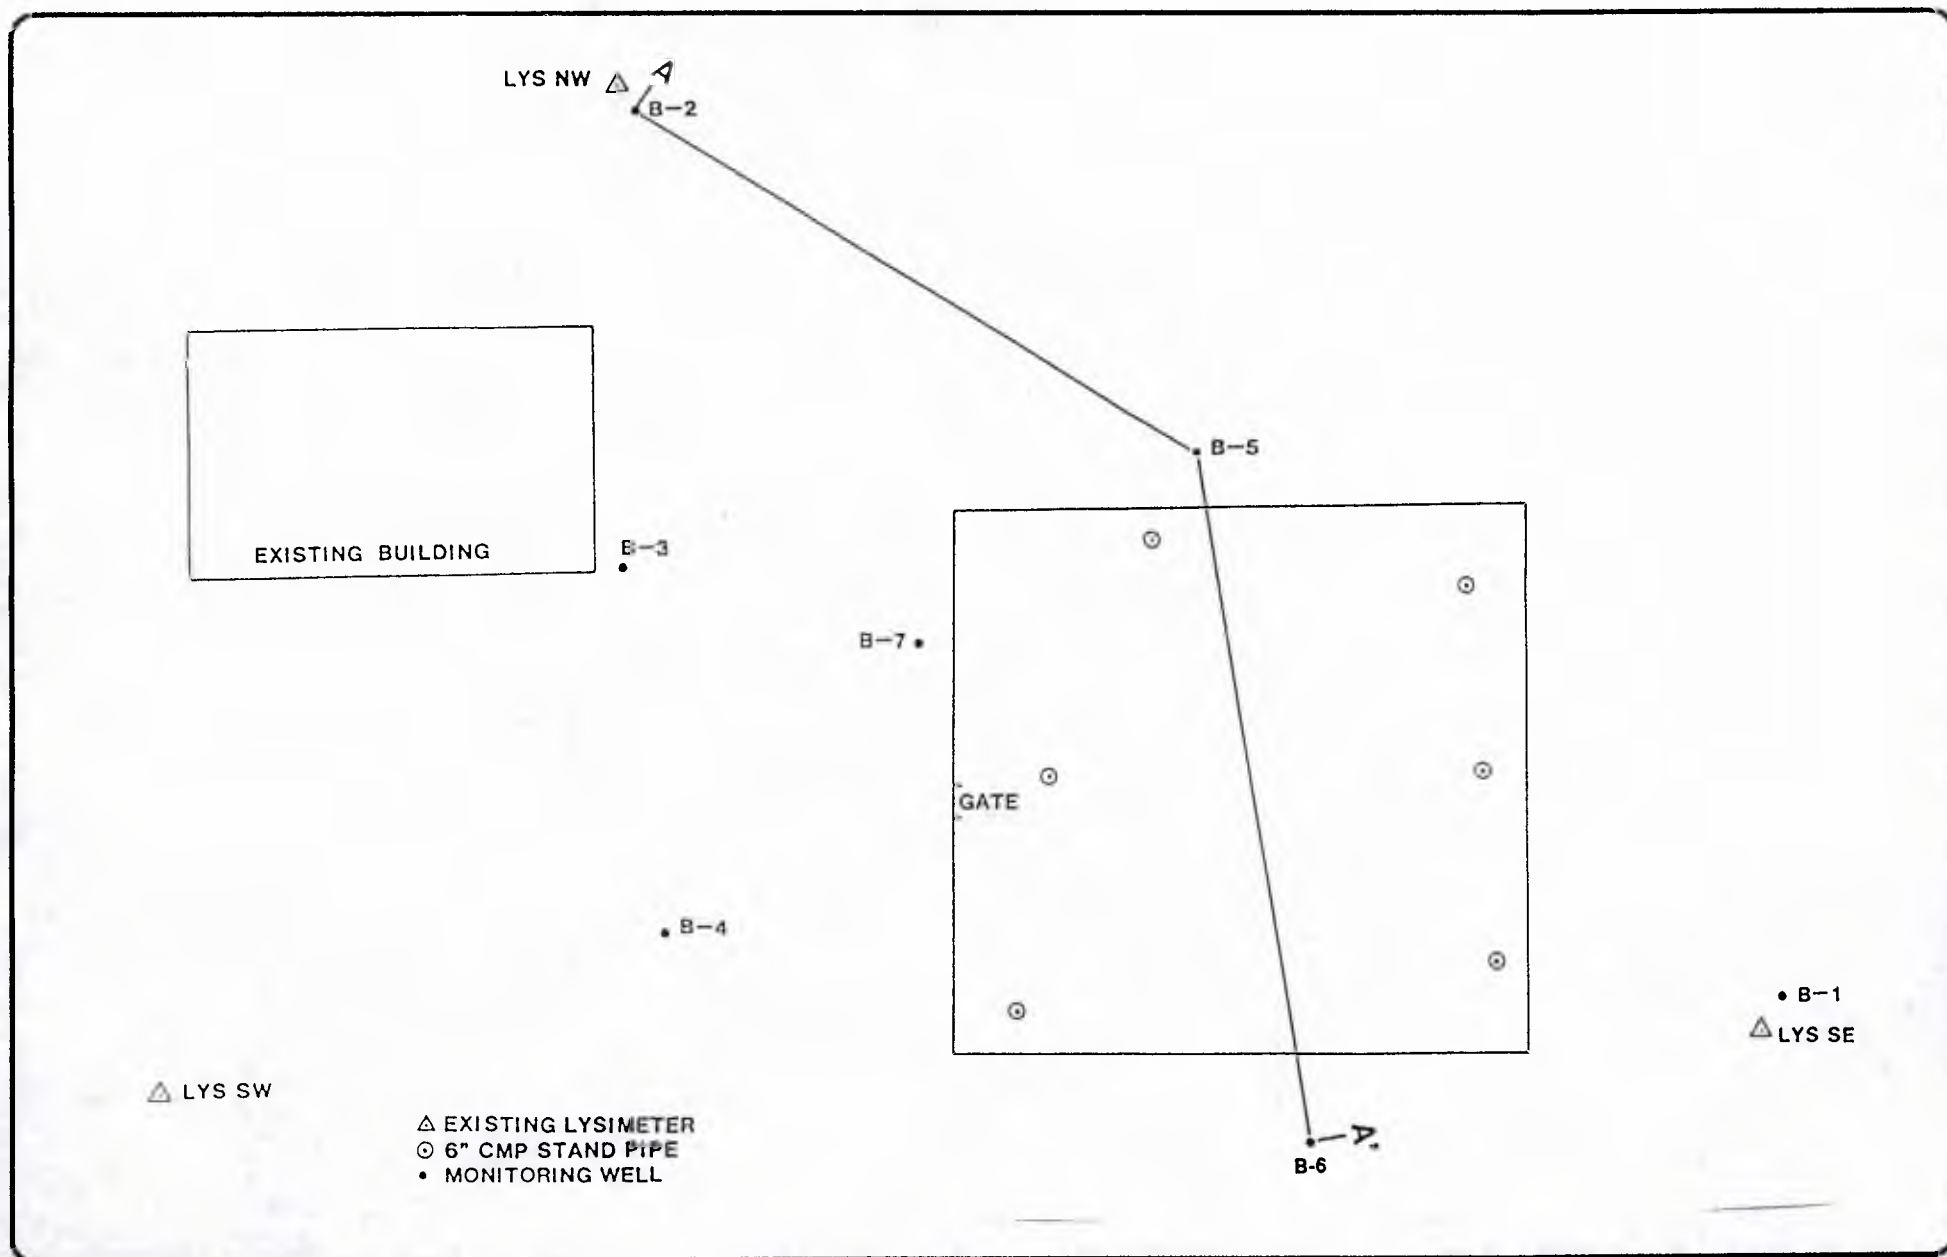 LYS NW
A
B-2
B-5
EXISTING BUILDING
B-3
B-7
GATE
B-4
B-1
LYS SE
LYS SW
EXISTING LYSIMETER
6" CMP STAND PIPE
MONITORING WELL
A'
B-6